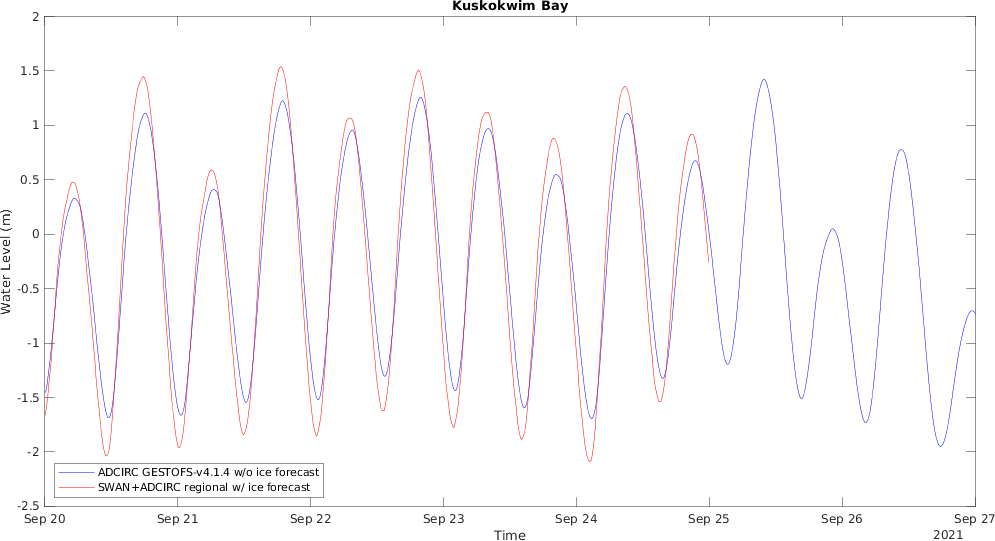 Kuskokwim Bay
2
1.5
1
0.5
0
-0.5
-1
-1.5
-2
-2.5
Water Level (m)
ADCIRC GESTOFS-v4.1.4 w/o ice forecast
SWAN+ADCIRC regional w/ ice forecast
Sep 20 Sep 21 Sep 22 Sep 23 Sep 24 Sep 25 Sep 26 Sep 27
Time
2021